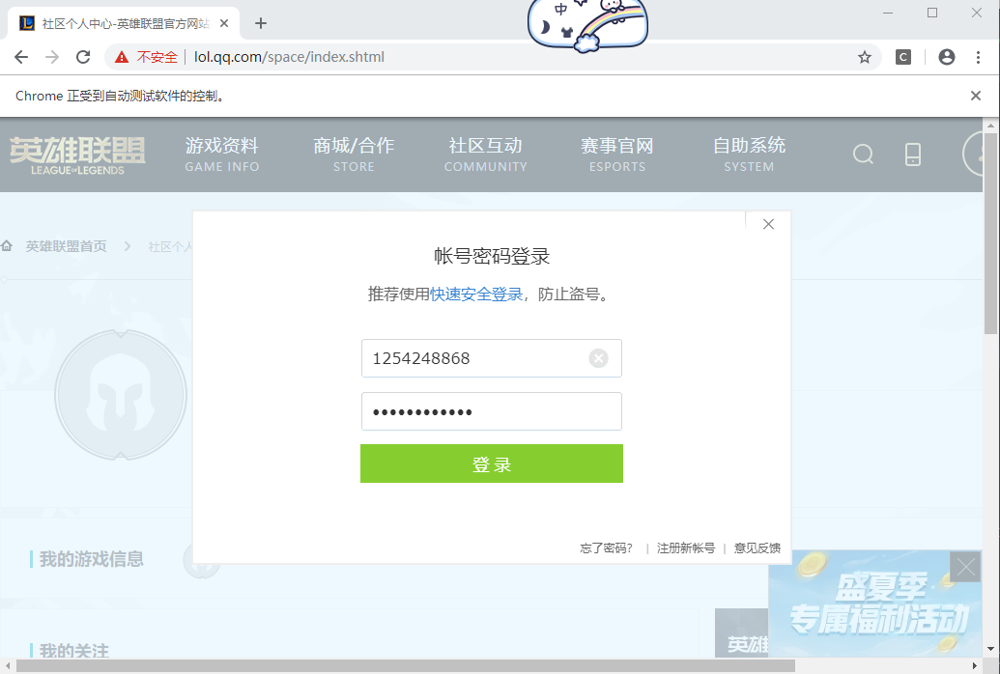 中
社区个人中心-英雄联盟官方网站
不安全
lol.qq.com/space/index.shtml
C
Chrome 正受到自动测试软件的控制。
英雄联盟
LEAGUE OF LEGENDS
游戏资料
商城/合作
社区互动
赛事官网
自助系统
GAME INFO
STORE
COMMUNITY
ESPORTS
SYSTEM
英雄联盟首页
社区个人
帐号密码登录
推荐使用快速安全登录，防止盗号。
1254248868
••••••••••••
登 录
忘了密码？ | 注册新帐号 | 意见反馈
我的游戏信息
盛夏季
专属福利活动
英雄
我的关注